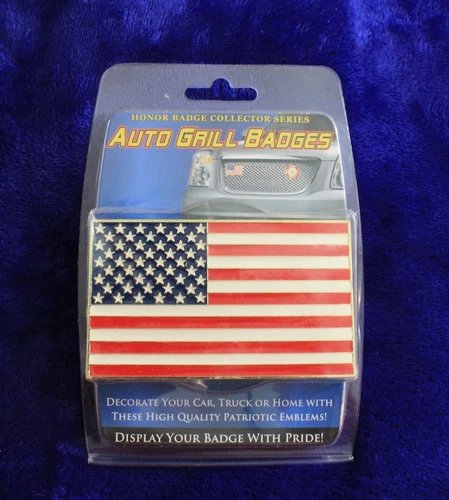 HONOR BADGE COLLECTOR SERIES
AUTO GRILL BADGES
DECORATE YOUR CAR, TRUCK OR HOME WITH
THESE HIGH QUALITY PATRIOTIC EMBLEMS!
DISPLAY YOUR BADGE WITH PRIDE!